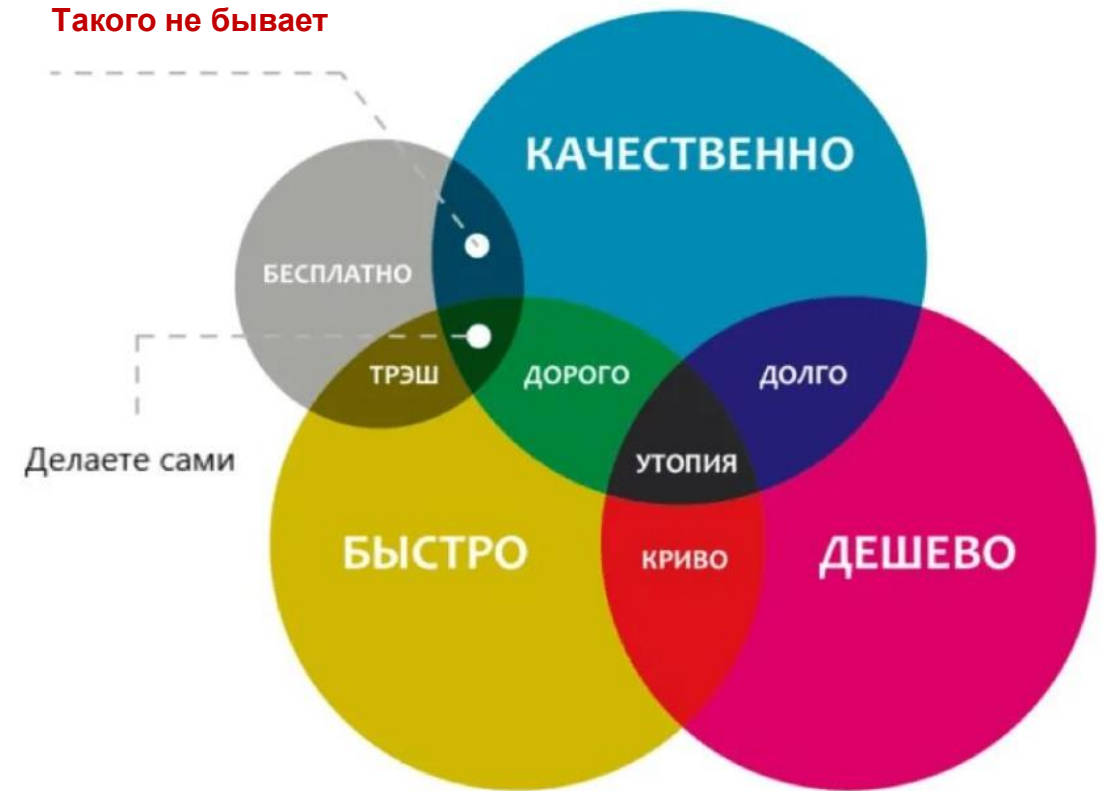 Такого не бывает
КАЧЕСТВЕННО
БЕСПЛАТНО
ТРЭШ
ДОРОГО
ДОЛГО
Делаете сами
УТОПИЯ
БЫСТРО
КРИВО
ДЕШЕВО